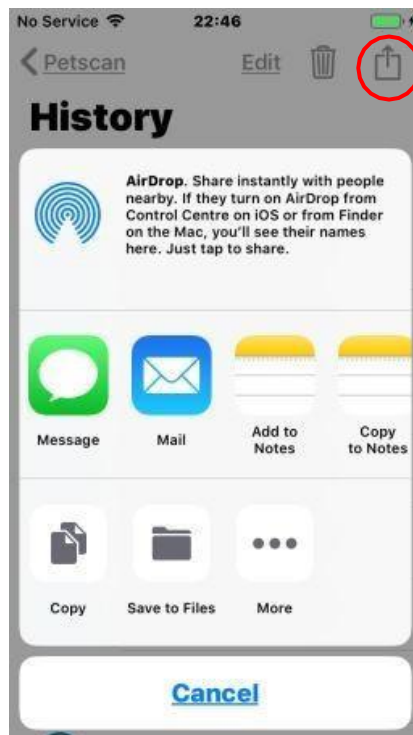 No Service 22:46
Petscan Edit
History
AirDrop. Share instantly with people
nearby. If they turn on AirDrop from
Control Centre on iOS or from Finder
on the Mac, you'll see their names
here. Just tap to share.
Message Mail Add to Notes Copy to Notes
Copy Save to Files More
Cancel